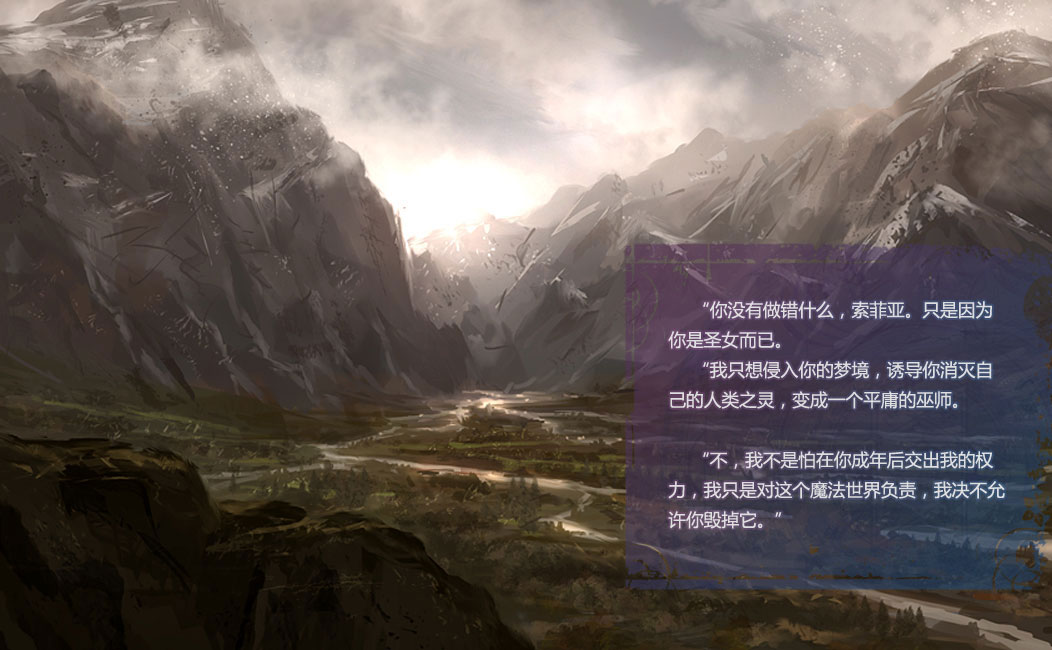 “你没有做错什么，索菲亚。只是因为
你是圣女而已。
“我只想侵入你的梦境，诱导你消灭自
己的人类之灵，变成一个平庸的巫师。
“不，我不是怕在你成年后交出我的权
力，我只是对这个魔法世界负责，我决不允
许你毁掉它。”